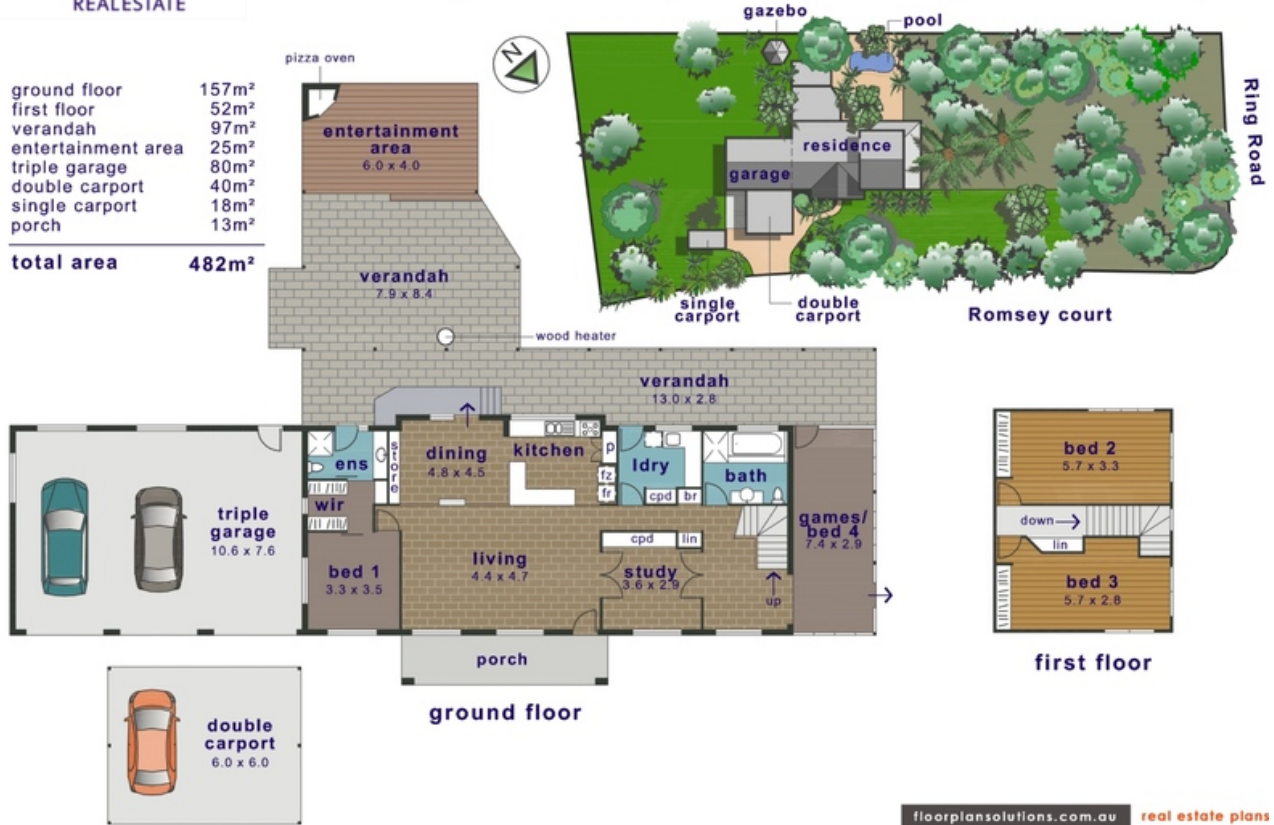 REALESTATE
ground floor 157m²
first floor 52m²
verandah 97m²
entertainment area 25m²
triple garage 80m²
double carport 40m²
single carport 18m²
porch 13m²
total area 482m²
N
gazebo
pool
residence
garage
single
carport
double
carport
Romsey court
Ring Road
pizza oven
entertainment
area
6.0 x 4.0
verandah
7.9 x 8.4
wood heater
verandah
13.0 x 2.8
triple
garage
10.6 x 7.6
ens
store
wir
bed 1
3.3 x 3.5
dining
4.8 x 4.5
kitchen
p
fz
fr
ldry
cpd
br
bath
living
4.4 x 4.7
cpd
lin
study
3.6 x 2.9
up
games/
bed 4
7.4 x 2.9
porch
ground floor
double
carport
6.0 x 6.0
bed 2
5.7 x 3.3
down
lin
bed 3
5.7 x 2.8
first floor
floorplansolutions.com.au
real estate plans